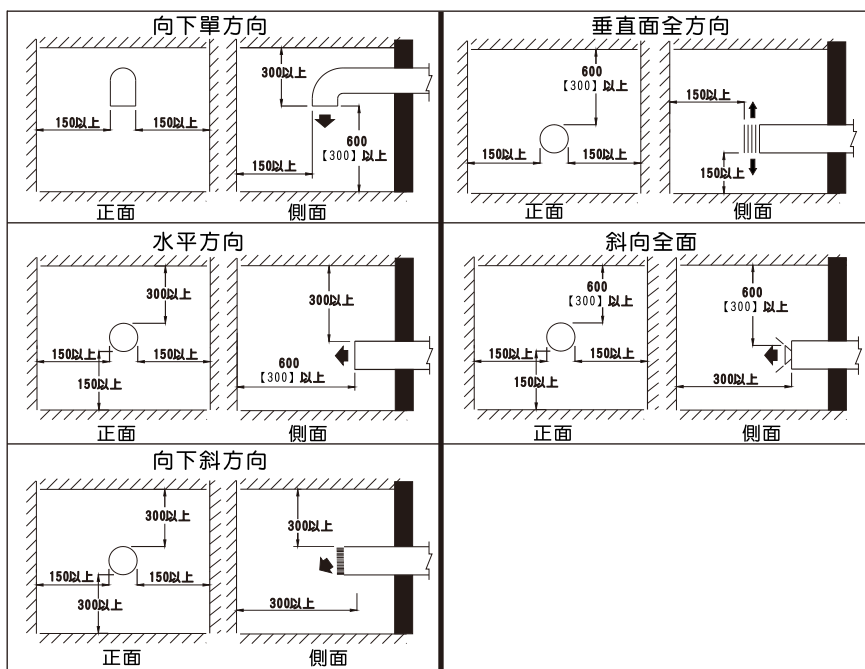 向下單方向
300以上
150以上
150以上
600
【300】以上
150以上
正面
側面
垂直面全方向
600
【300】以上
150以上
150以上
150以上
150以上
正面
側面
水平方向
300以上
150以上
150以上
150以上
300以上
600
【300】以上
正面
側面
斜向全面
600
【300】以上
150以上
150以上
150以上
600
【300】以上
300以上
正面
側面
向下斜方向
300以上
150以上
150以上
300以上
300以上
300以上
正面
側面